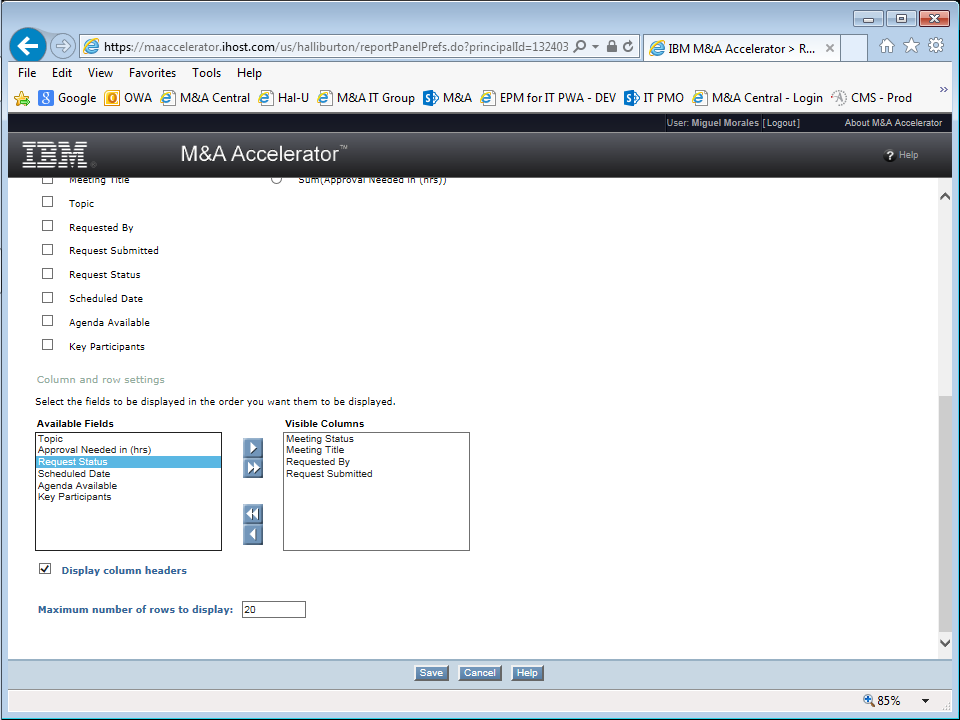 https://maaccelerator.ihost.com/us/halliburton/reportPanelPrefs.do?principalId=132403
IBM M&A Accelerator > R...
File Edit View Favorites Tools Help
Google OWA M&A Central Hal-U M&A IT Group M&A EPM for IT PWA - DEV IT PMO M&A Central - Login CMS - Prod
User: Miguel Morales [Logout] About M&A Accelerator
IBM. M&A Accelerator™ Help
Meeting Title Sum(Approval Needed in (hrs))
Topic
Requested By
Request Submitted
Request Status
Scheduled Date
Agenda Available
Key Participants
Column and row settings
Select the fields to be displayed in the order you want them to be displayed.
Available Fields Visible Columns
Topic Meeting Status
Approval Needed in (hrs) Meeting Title
Request Status Requested By
Scheduled Date Request Submitted
Agenda Available
Key Participants
Display column headers
Maximum number of rows to display: 20
Save Cancel Help
85%